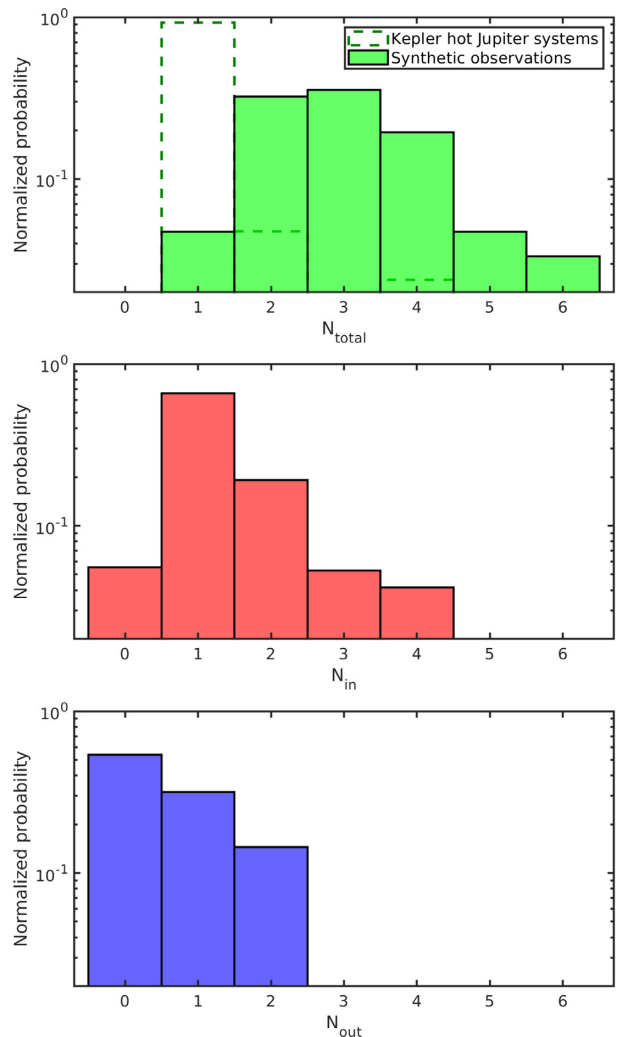 10^0
10^-1
Normalized probability
Kepler hot Jupiter systems
Synthetic observations
0 1 2 3 4 5 6
N_total
10^0
10^-1
Normalized probability
0 1 2 3 4 5 6
N_in
10^0
10^-1
Normalized probability
0 1 2 3 4 5 6
N_out